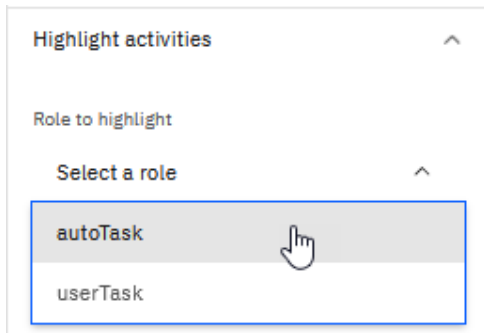 Highlight activities
Role to highlight
Select a role
autoTask
userTask